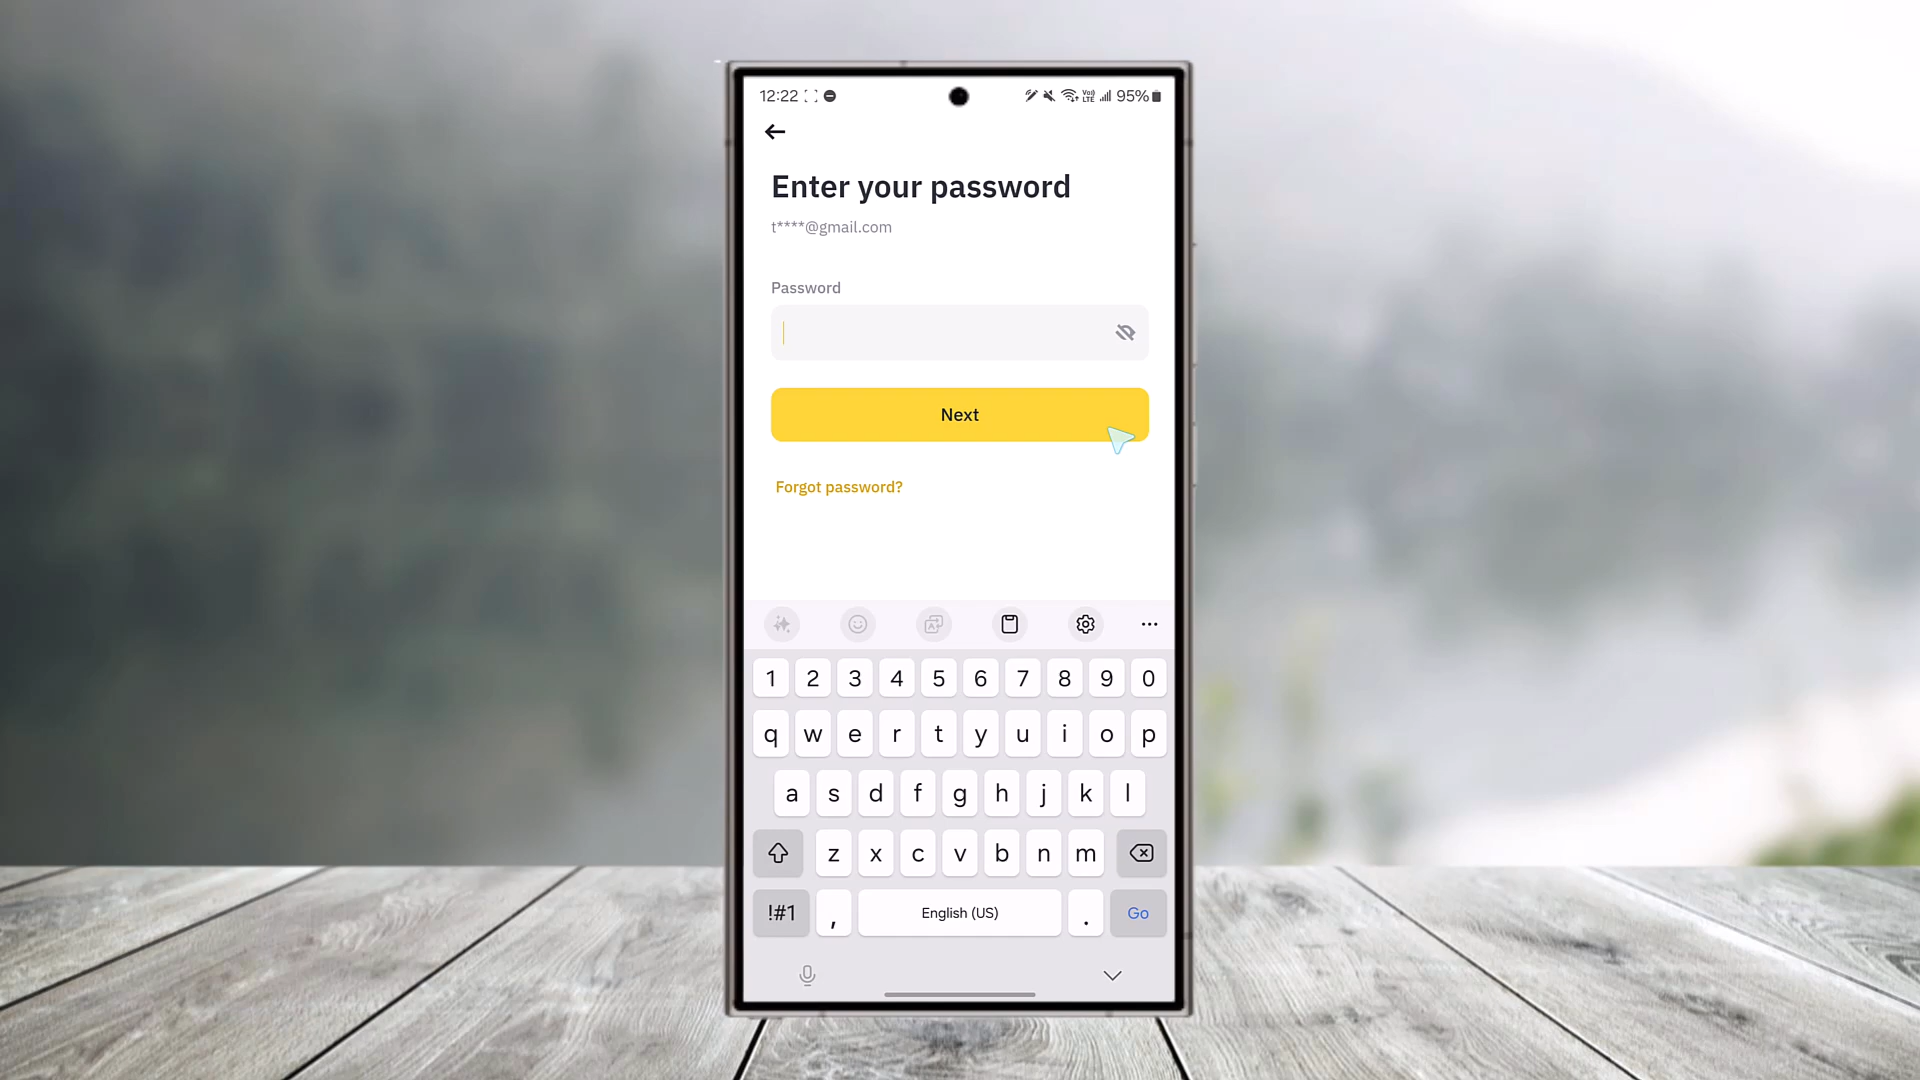 12:22 95%
Enter your password
t****@gmail.com
Password
Next
Forgot password?
1 2 3 4 5 6 7 8 9 0
q w e r t y u i o p
a s d f g h j k l
z x c v b n m
!#1 , English (US) . Go